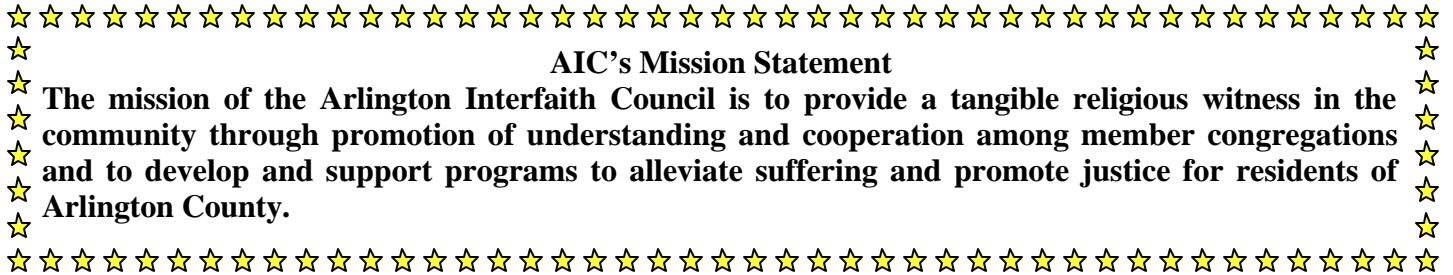 AIC’s Mission Statement
The mission of the Arlington Interfaith Council is to provide a tangible religious witness in the
community through promotion of understanding and cooperation among member congregations
and to develop and support programs to alleviate suffering and promote justice for residents of
Arlington County.